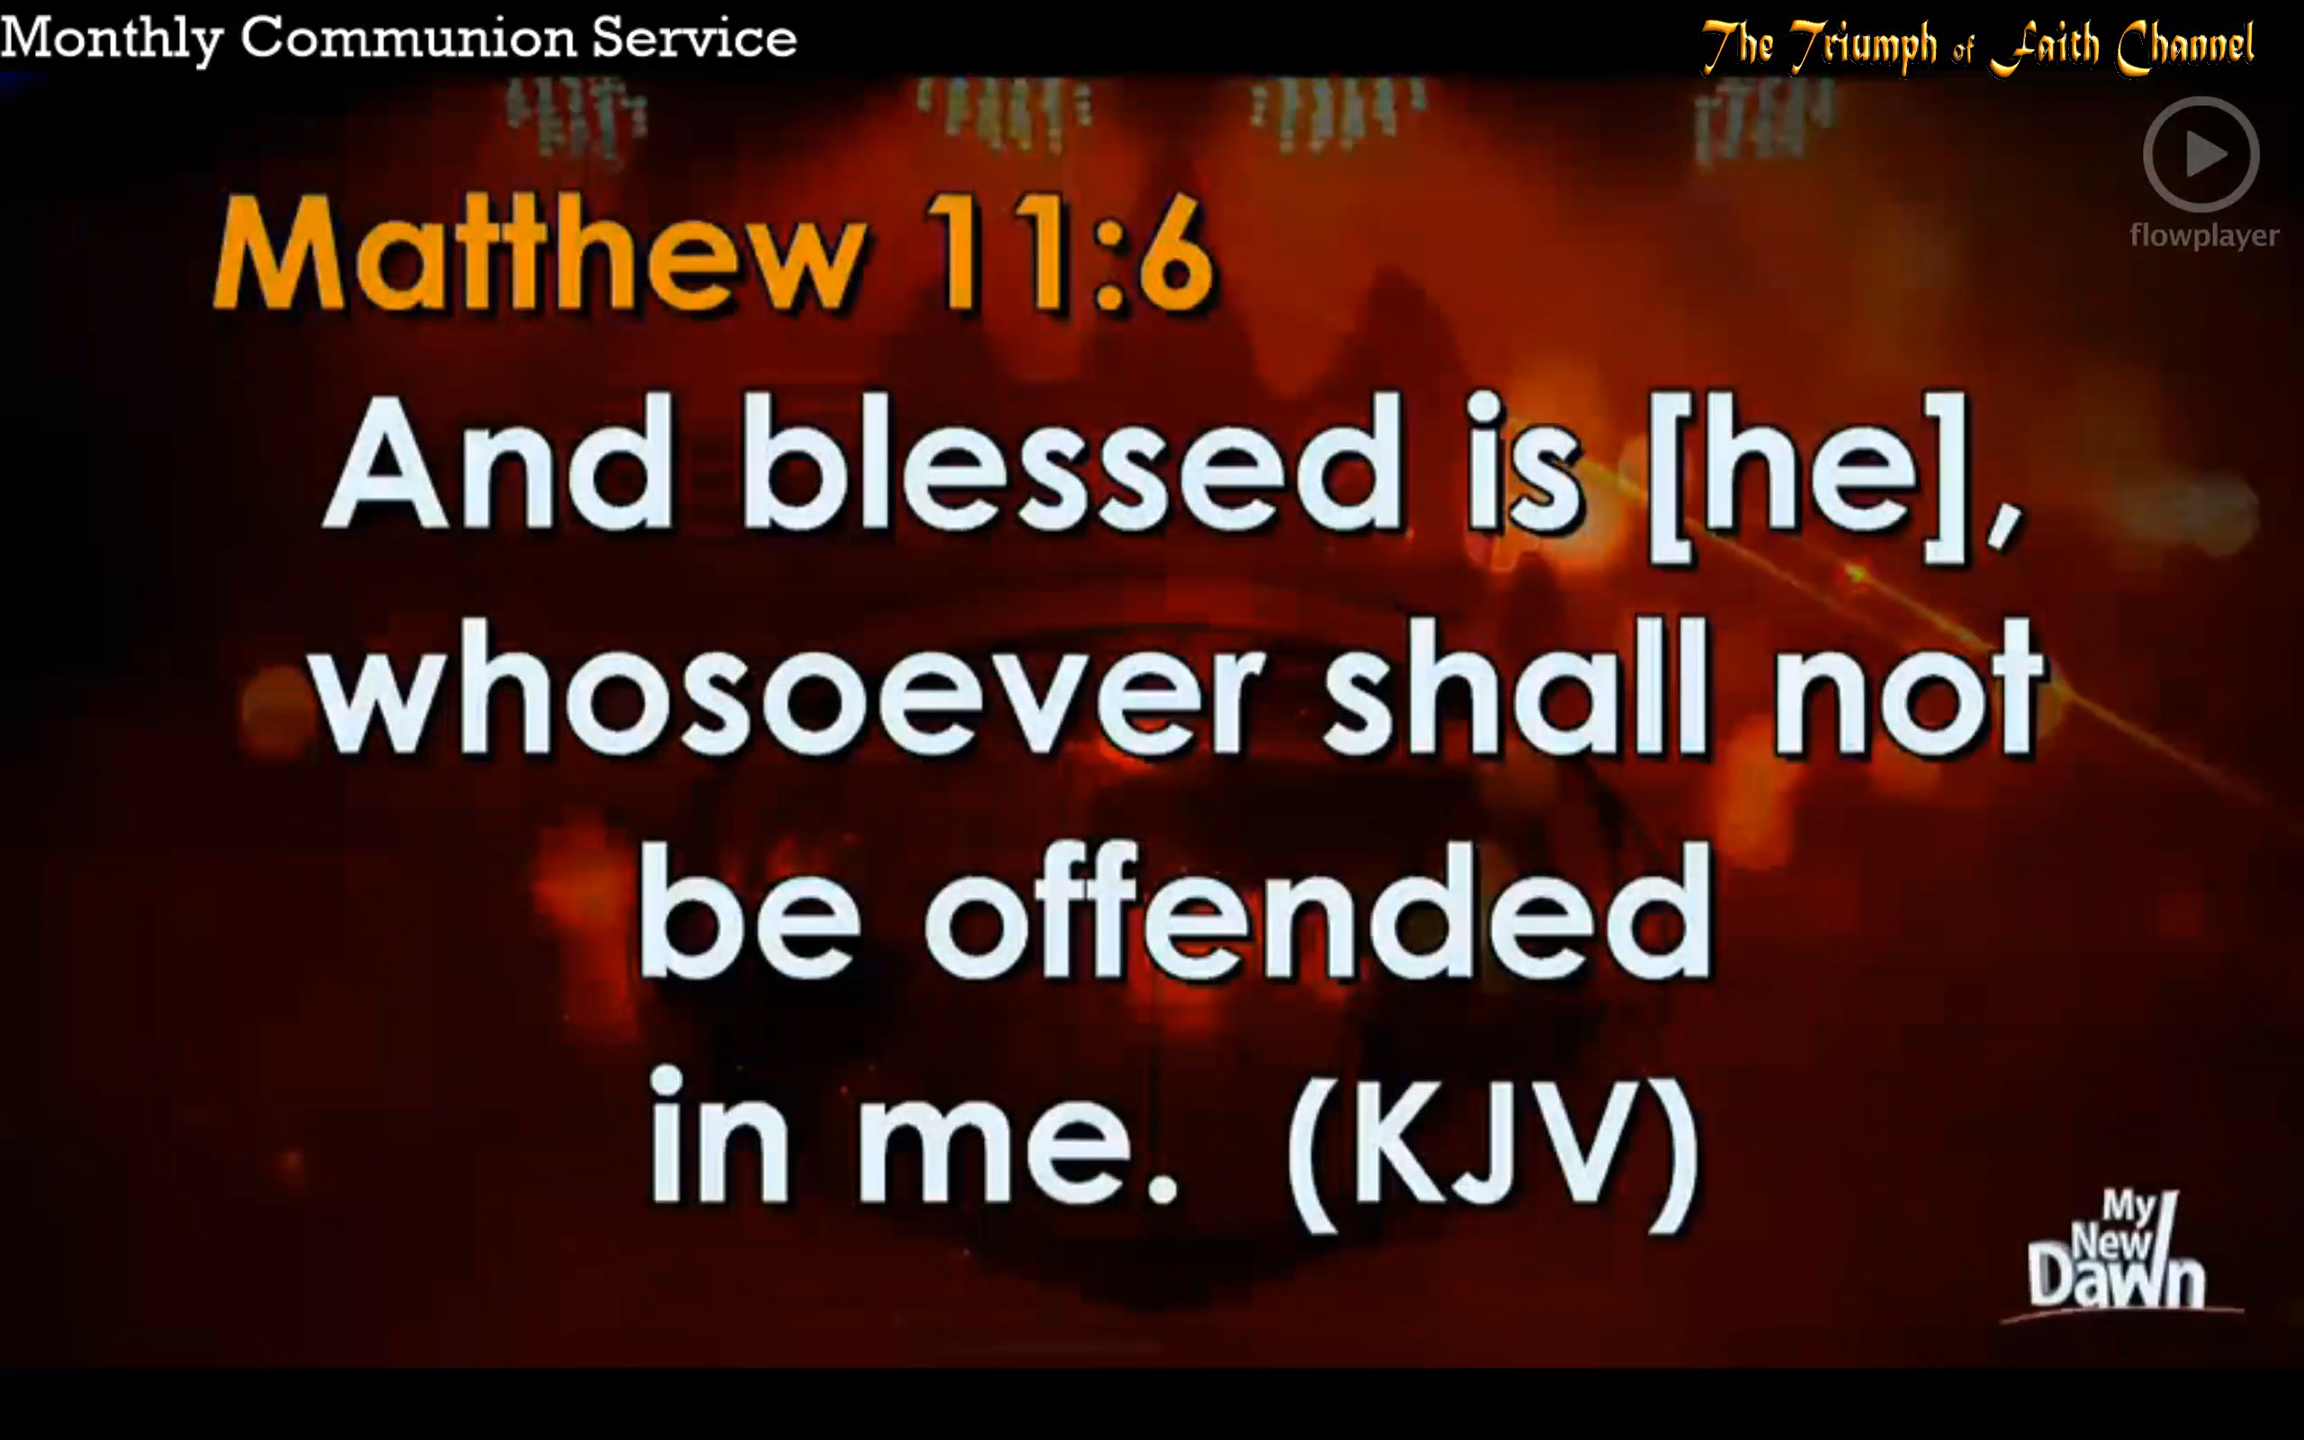 Monthly Communion Service
The Triumph of Faith Channel
flowplayer
Matthew 11:6
And blessed is [he],
whosoever shall not
be offended
in me. (KJV)
My
New
Dawn